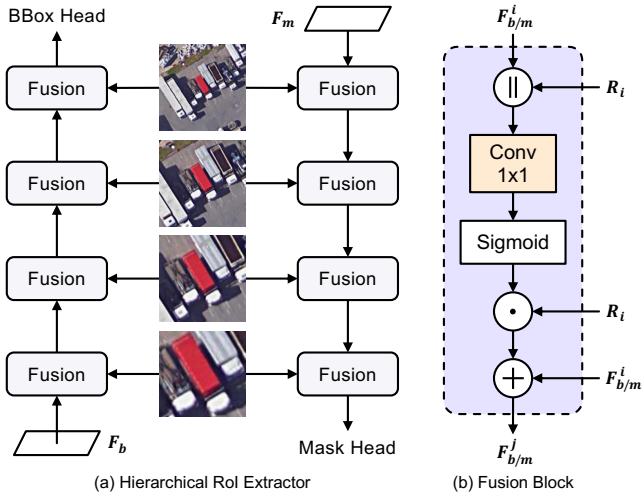 BBox Head
F_m
Fusion
Fusion
Fusion
Fusion
Fusion
Fusion
Fusion
Fusion
F_b
Mask Head
(a) Hierarchical RoI Extractor
F^i_{b/m}
||
R_i
Conv
1x1
Sigmoid
·
R_i
+
F^i_{b/m}
F^j_{b/m}
(b) Fusion Block